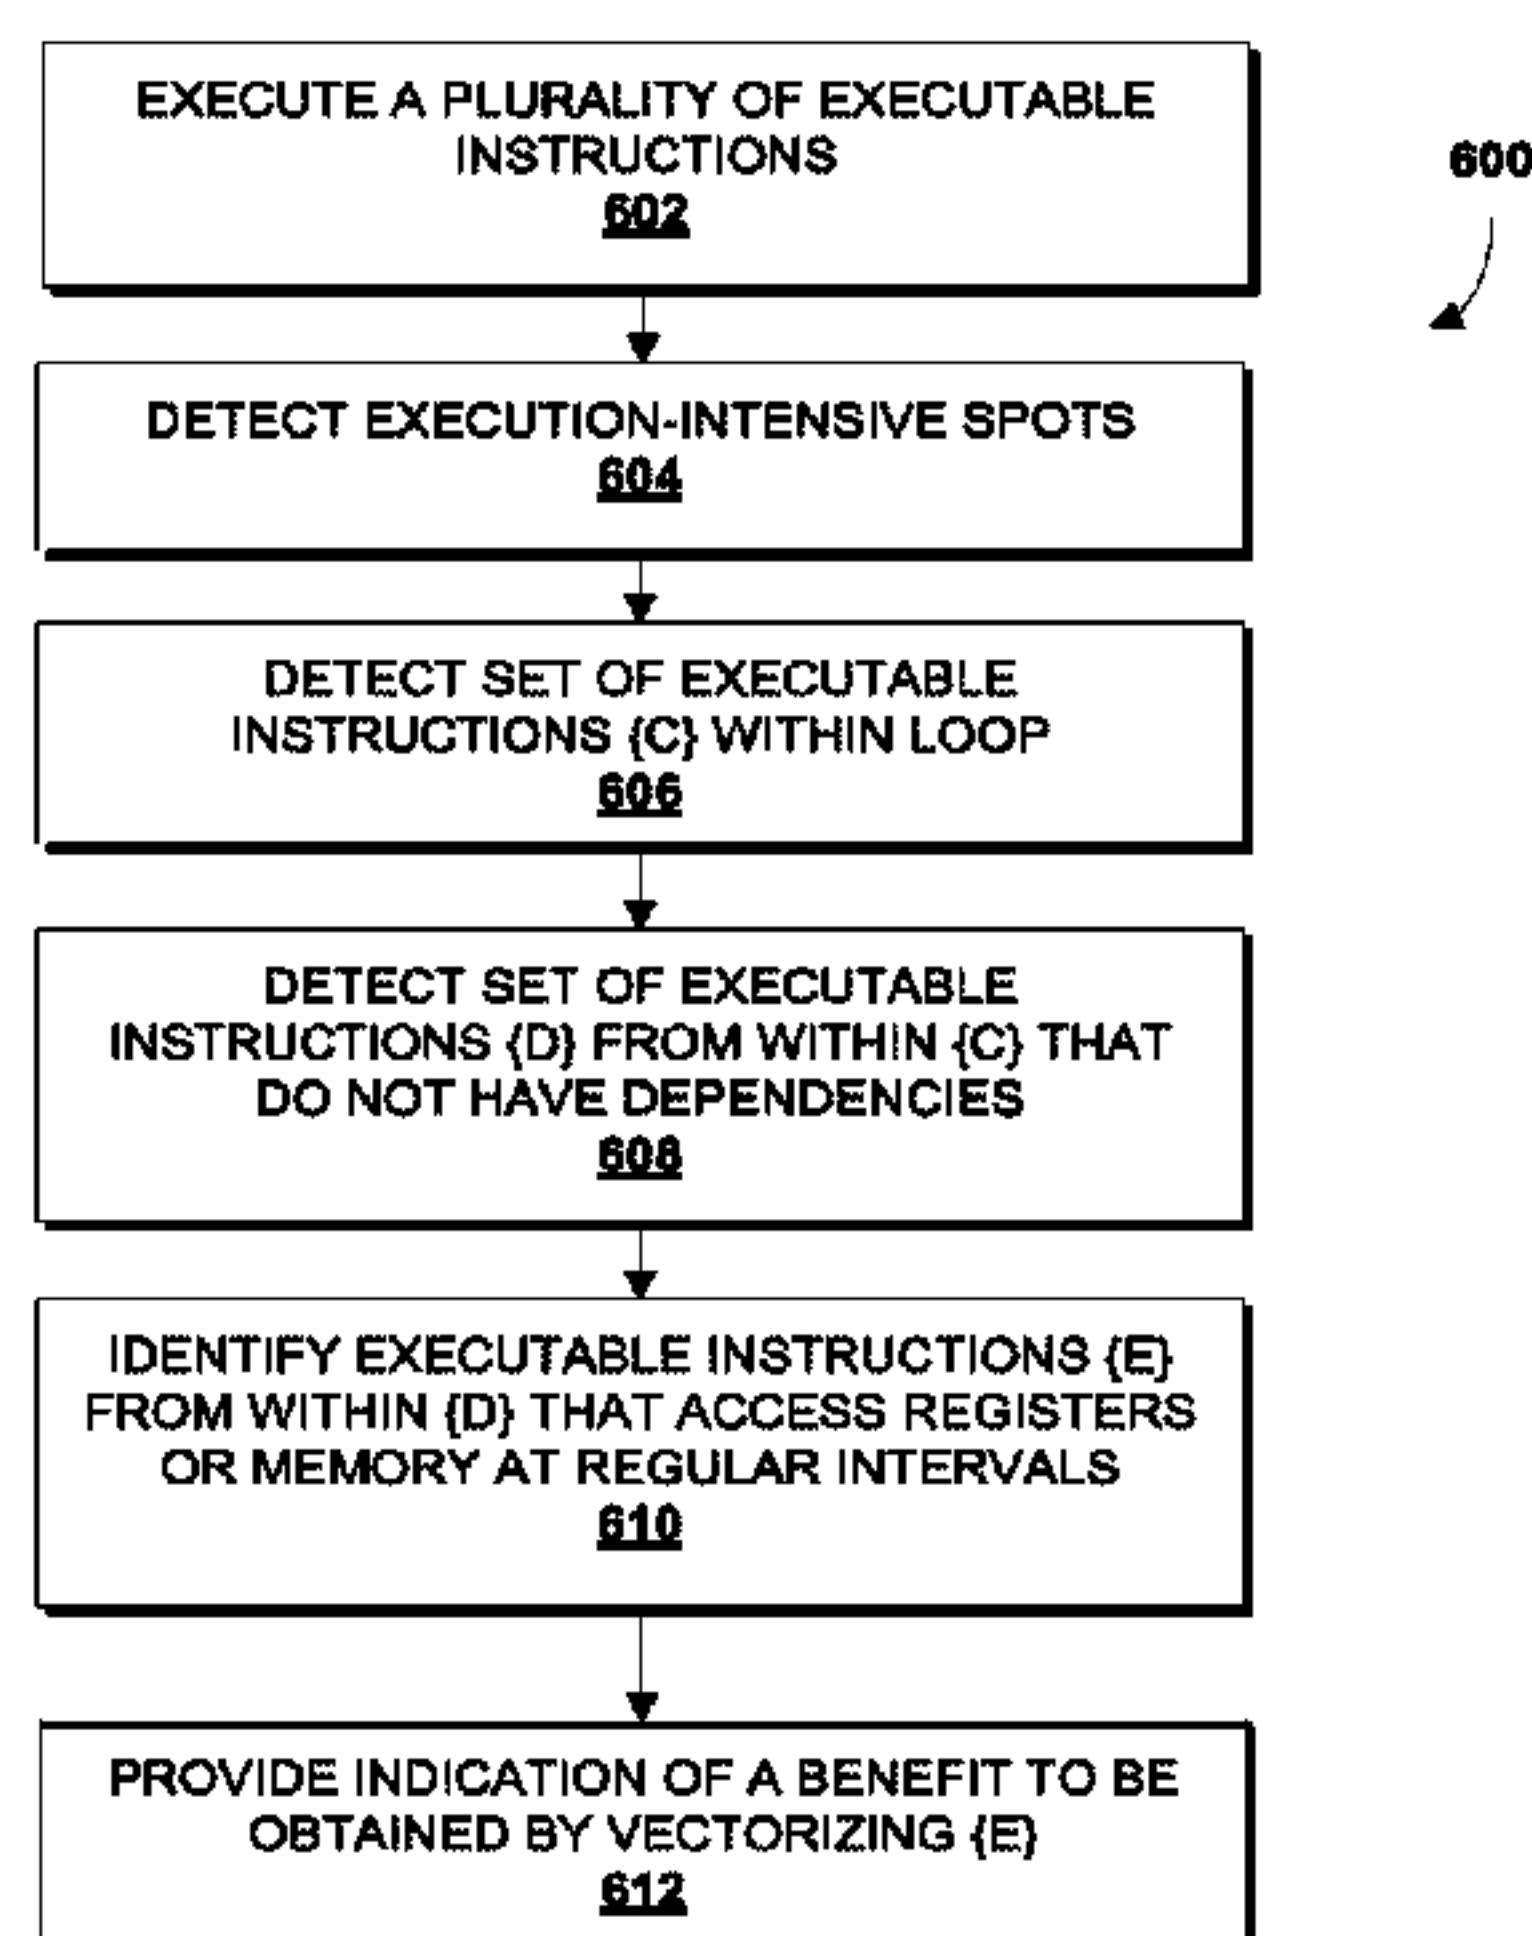 EXECUTE A PLURALITY OF EXECUTABLE
INSTRUCTIONS
602
600
DETECT EXECUTION-INTENSIVE SPOTS
604
DETECT SET OF EXECUTABLE
INSTRUCTIONS {C} WITHIN LOOP
606
DETECT SET OF EXECUTABLE
INSTRUCTIONS {D} FROM WITHIN {C} THAT
DO NOT HAVE DEPENDENCIES
608
IDENTIFY EXECUTABLE INSTRUCTIONS {E}
FROM WITHIN {D} THAT ACCESS REGISTERS
OR MEMORY AT REGULAR INTERVALS
610
PROVIDE INDICATION OF A BENEFIT TO BE
OBTAINED BY VECTORIZING {E}
612